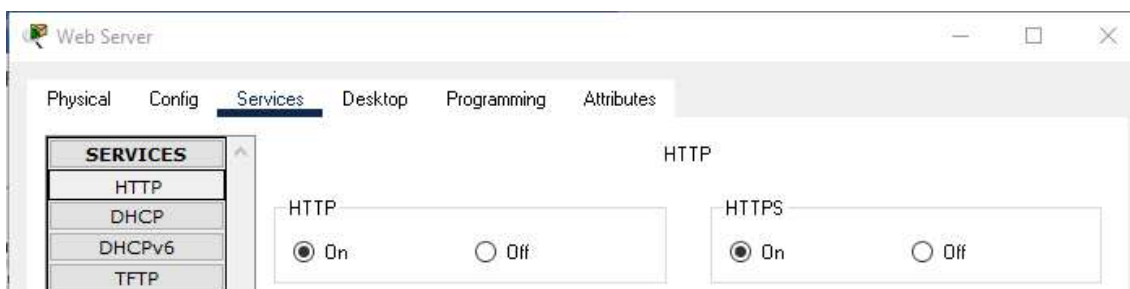 Web Server
Physical Config Services Desktop Programming Attributes
SERVICES
HTTP
DHCP
DHCPv6
TFTP
HTTP
HTTP
On Off
HTTPS
On Off